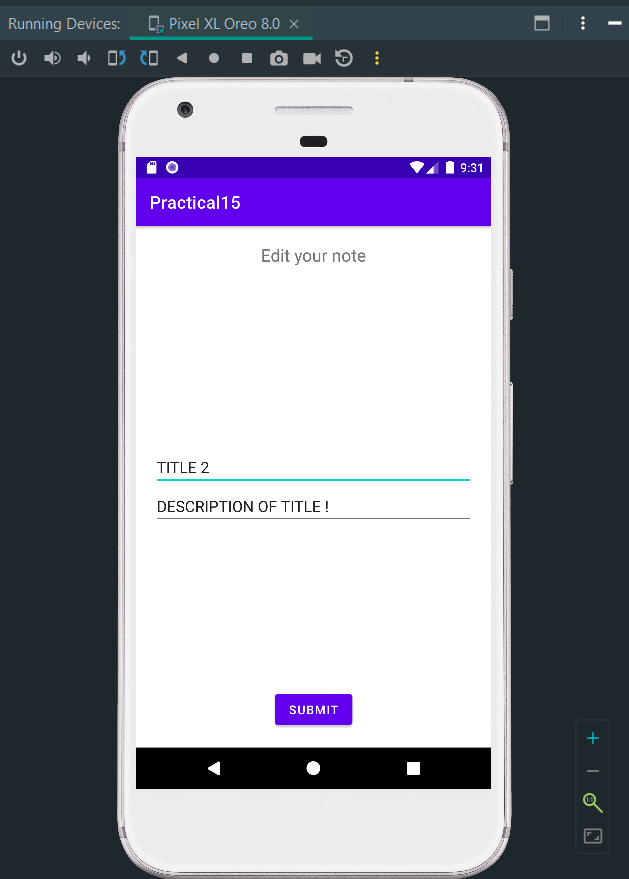 Running Devices: Pixel XL Oreo 8.0
9:31
Practical15
Edit your note
TITLE 2
DESCRIPTION OF TITLE !
SUBMIT